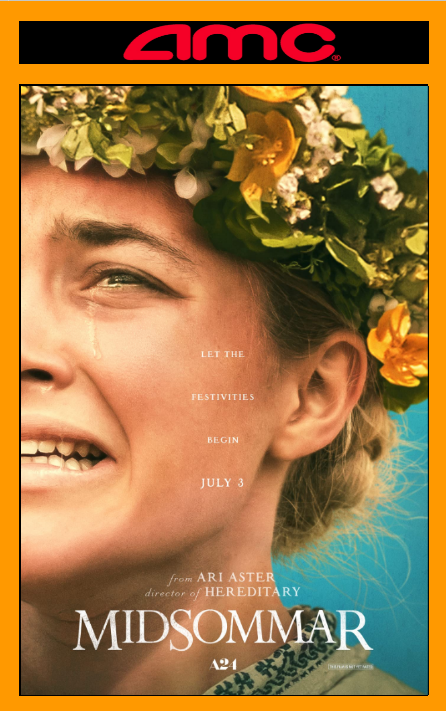 amc
LET THE
FESTIVITIES
BEGIN
JULY 3
from ARI ASTER
director of HEREDITARY
MIDSOMMAR
A24